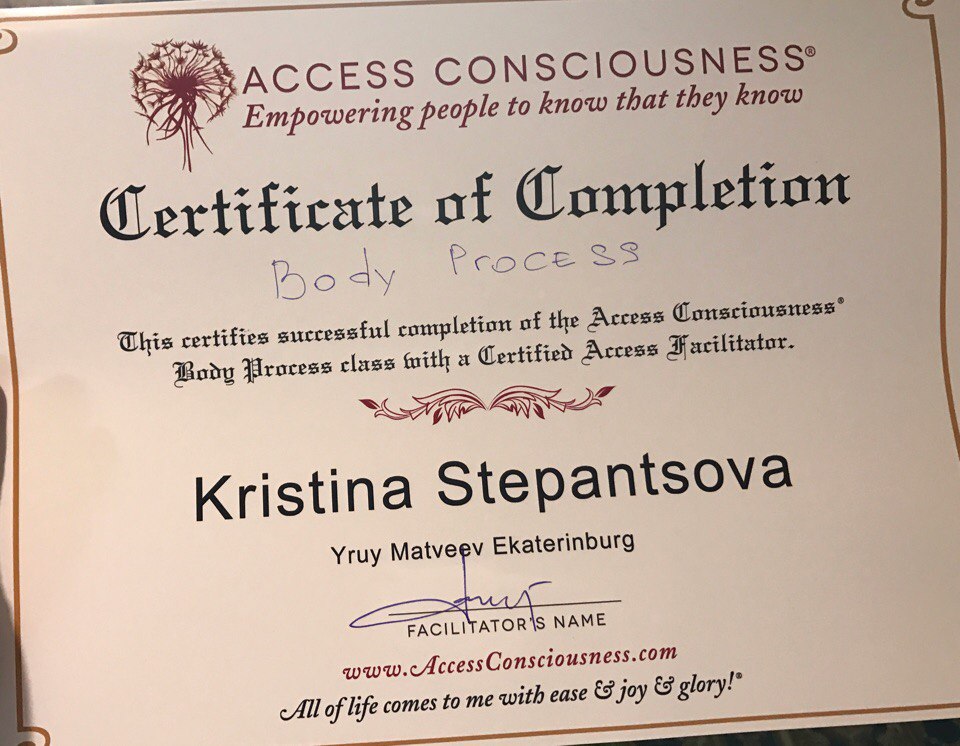 ACCESS CONSCIOUSNESS®
Empowering people to know that they know
Certificate of Completion
Body Process
This certifies successful completion of the Access Consciousness®
Body Process class with a Certified Access Facilitator.
Kristina Stepantsova
Yruy Matveev Ekaterinburg
FACILITATOR'S NAME
www.AccessConsciousness.com
All of life comes to me with ease & joy & glory!®